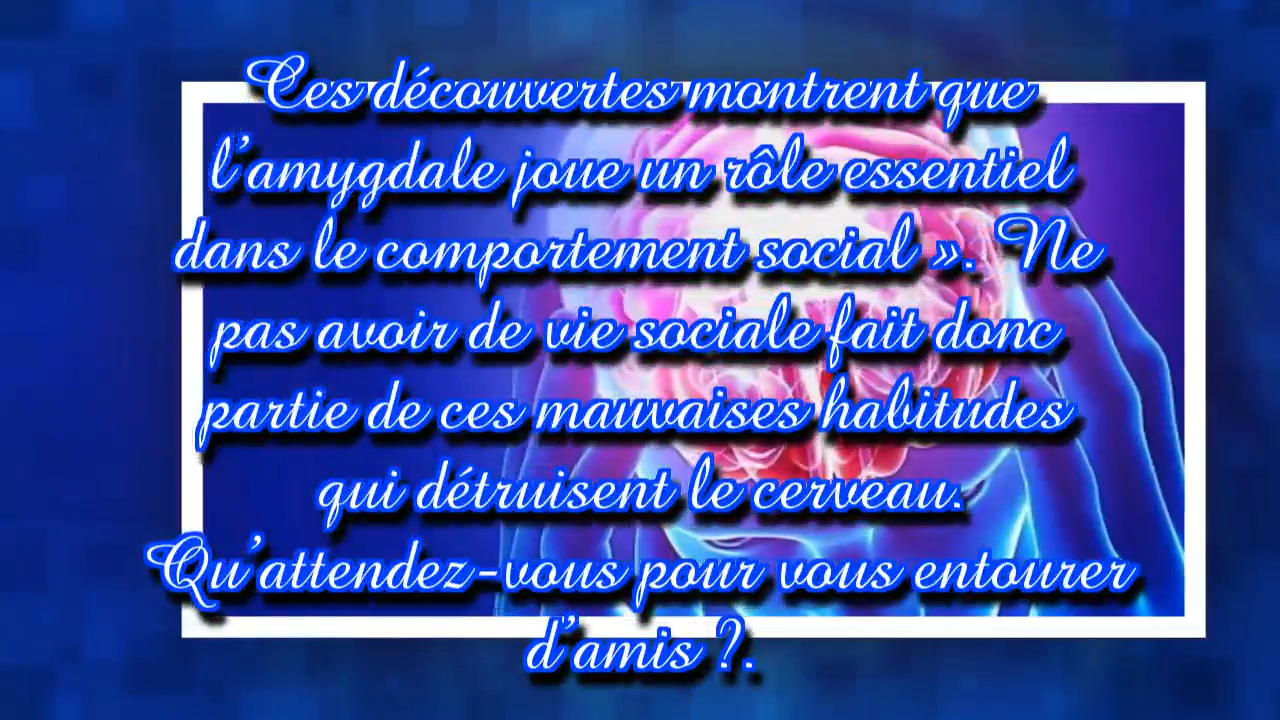 Ces découvertes montrent que
l'amygdale joue un rôle essentiel
dans le comportement social ». Ne
pas avoir de vie sociale fait donc
partie de ces mauvaises habitudes
qui détruisent le cerveau.
Qu'attendez-vous pour vous entourer
d'amis ?.